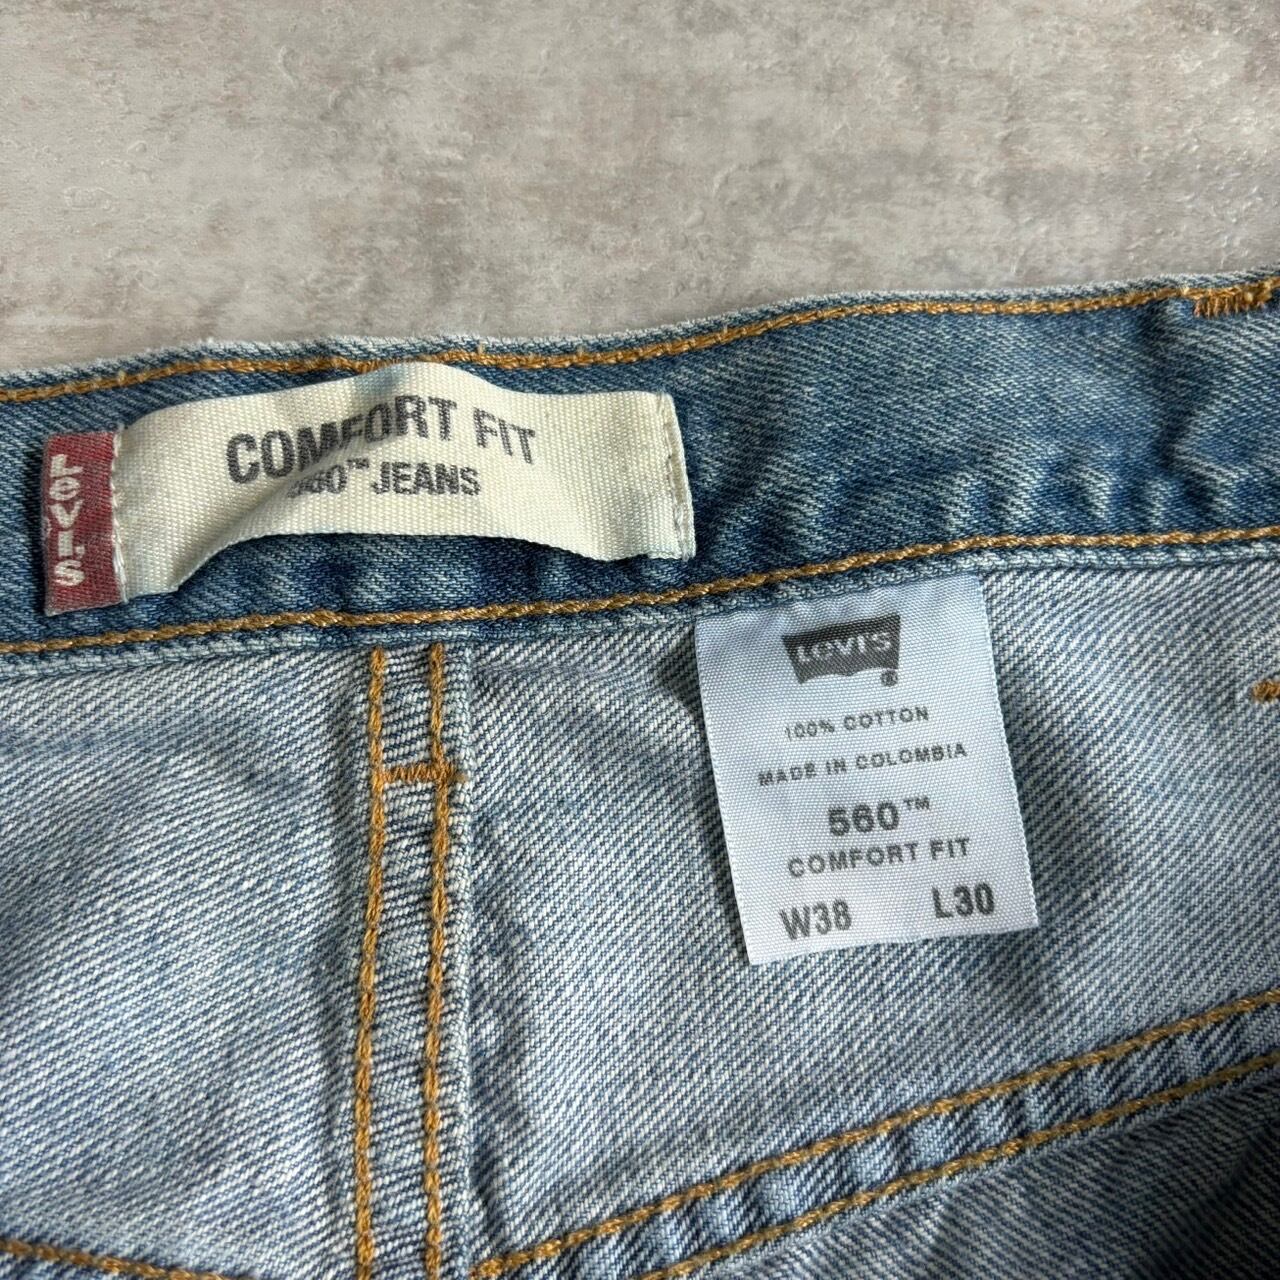 LEVI'S
COMFORT FIT
560™ JEANS
LEVI'S
®
100% COTTON
MADE IN COLOMBIA
560™
COMFORT FIT
W38 L30